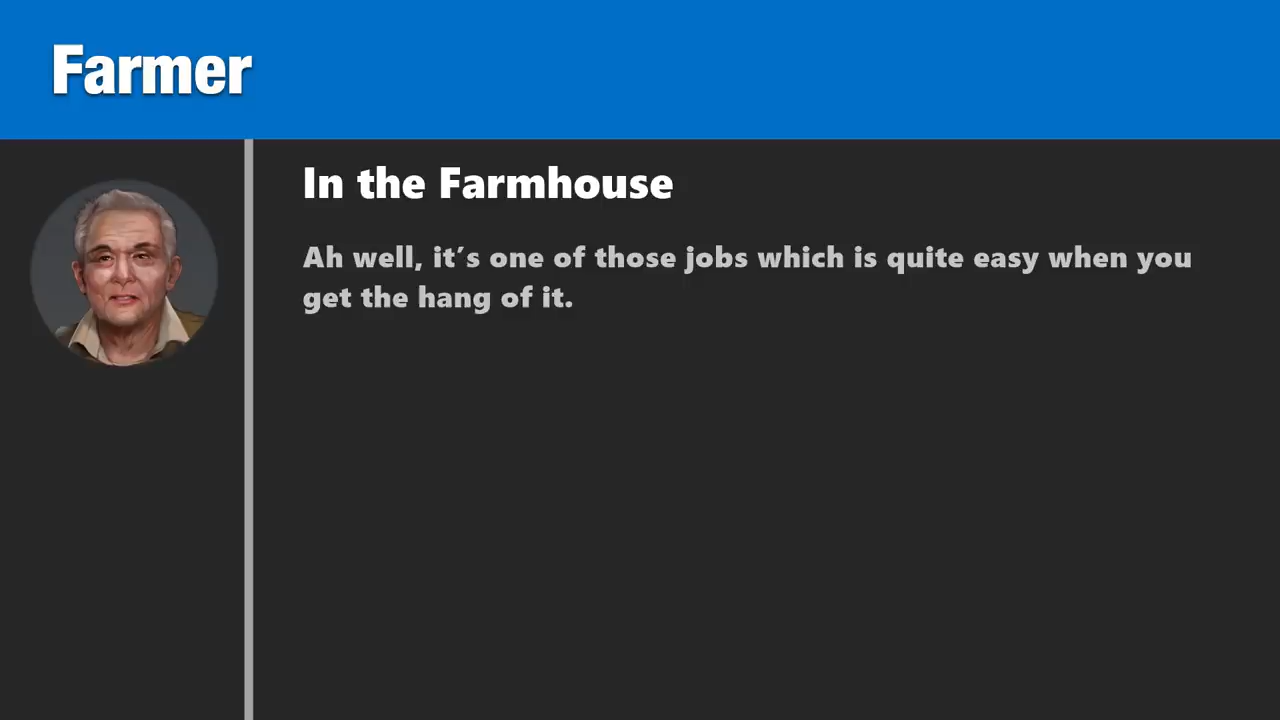 Farmer
In the Farmhouse
Ah well, it’s one of those jobs which is quite easy when you
get the hang of it.